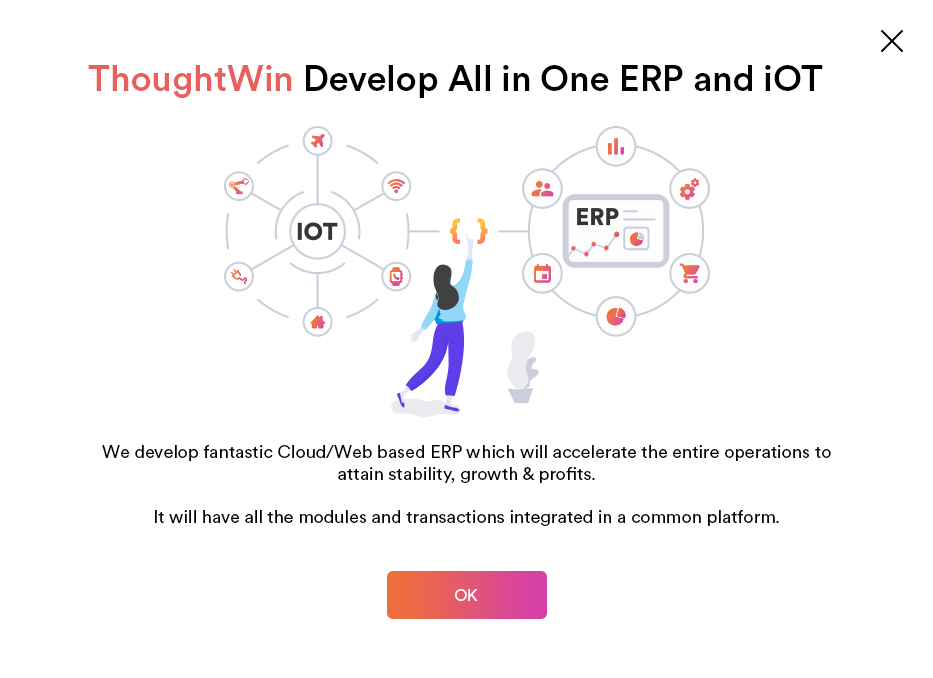 ThoughtWin Develop All in One ERP and iOT
IOT
{ }
ERP
We develop fantastic Cloud/Web based ERP which will accelerate the entire operations to
attain stability, growth & profits.
It will have all the modules and transactions integrated in a common platform.
OK